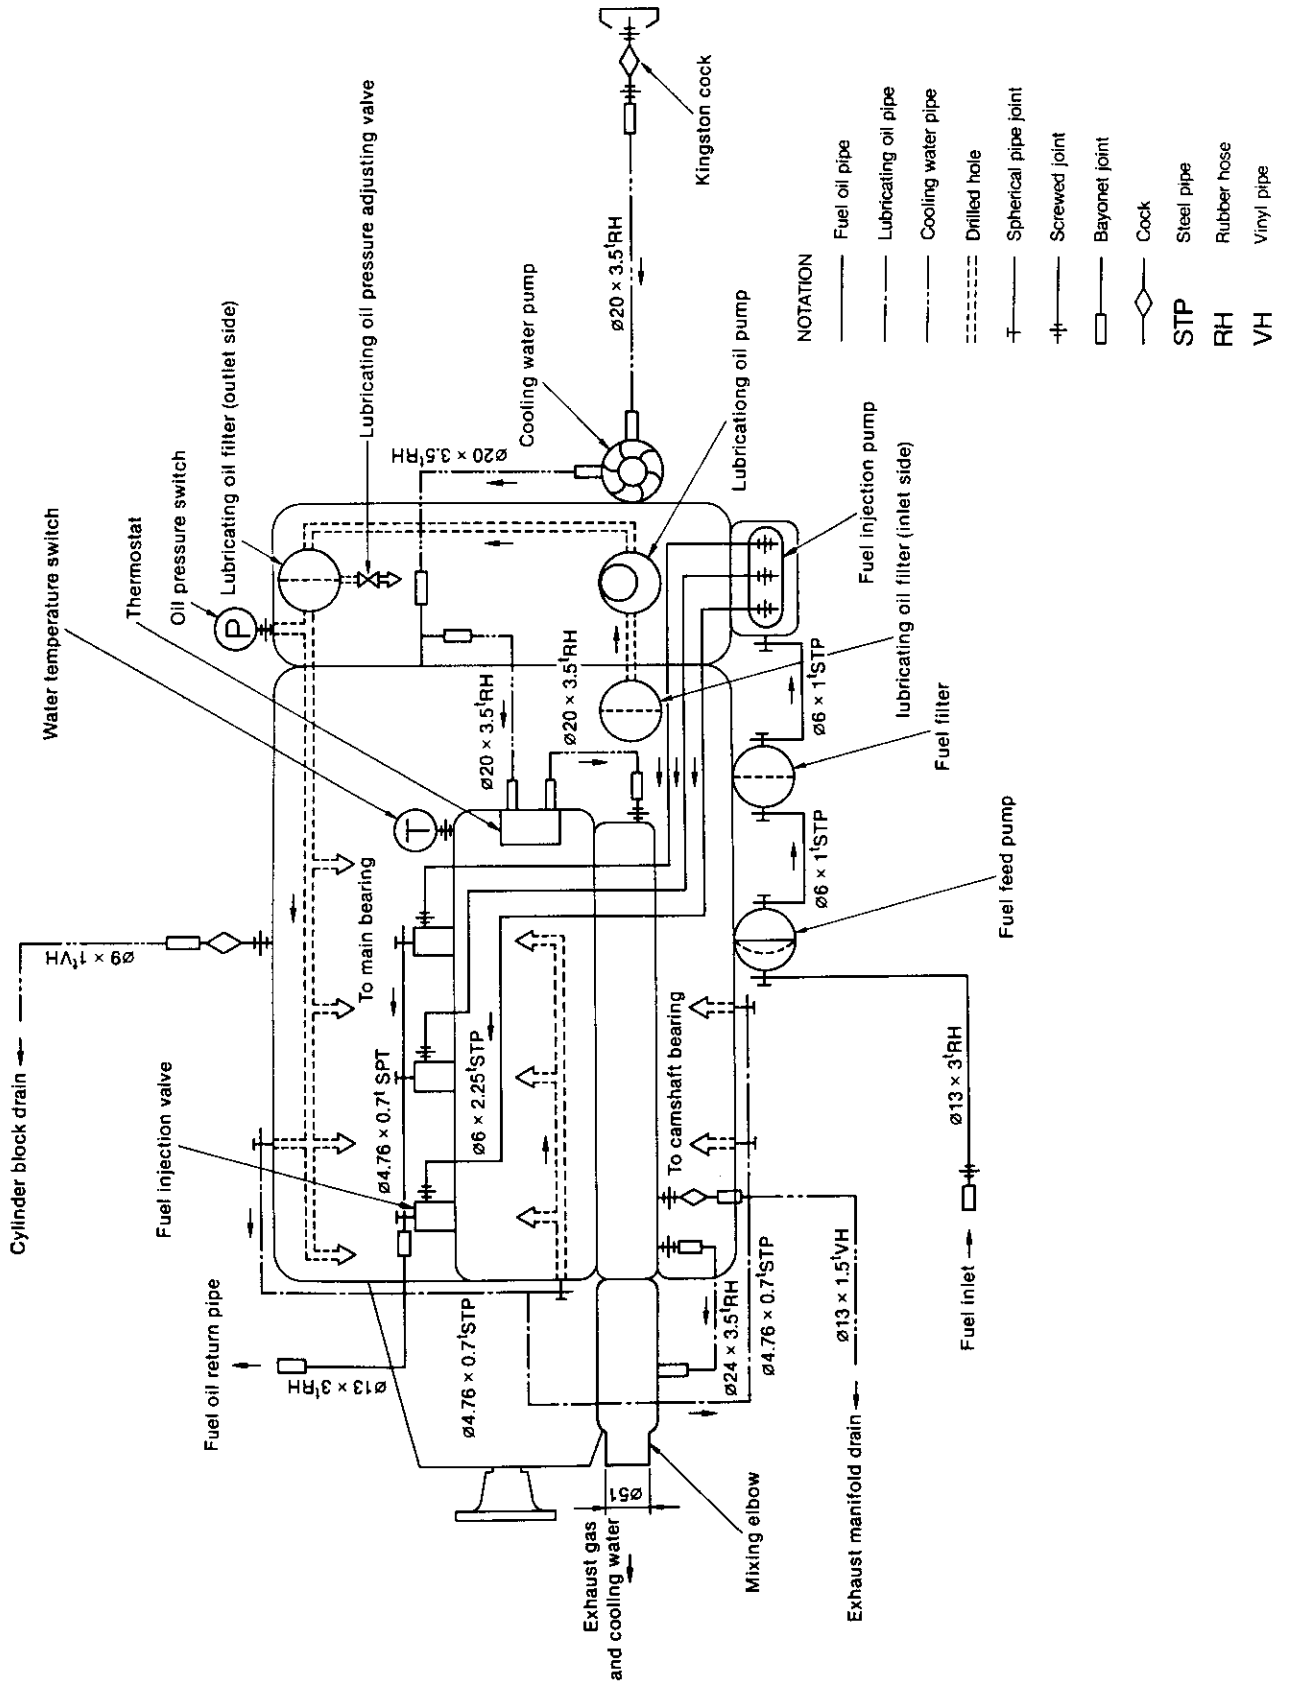 Water temperature switch
Thermostat
Oil pressure switch
Lubricating oil filter (outlet side)
Lubricating oil pressure adjusting valve
P
T
Cooling water pump
ø20 × 3.5ᵗRH
ø20 × 3.5ᵗRH
Kingston cock
Lubricationg oil pump
Fuel injection pump
lubricating oil filter (inlet side)
ø20 × 3.5ᵗRH
ø20 × 3.5ᵗRH
ø6 × 1ᵗSTP
Fuel filter
ø6 × 1ᵗSTP
Fuel feed pump
Cylinder block drain
ø9 × 1ᵗVH
To main bearing
Fuel injection valve
ø4.76 × 0.7ᵗ SPT
ø6 × 2.25ᵗSTP
To camshaft bearing
ø13 × 3ᵗRH
Fuel inlet
Fuel oil return pipe
ø13 × 3ᵗRH
ø4.76 × 0.7ᵗSTP
ø24 × 3.5ᵗRH
ø4.76 × 0.7ᵗSTP
ø13 × 1.5ᵗVH
Exhaust manifold drain
ø51
Exhaust gas
and cooling water
Mixing elbow
NOTATION
Fuel oil pipe
Lubricating oil pipe
Cooling water pipe
Drilled hole
Spherical pipe joint
Screwed joint
Bayonet joint
Cock
STP Steel pipe
RH Rubber hose
VH Vinyl pipe